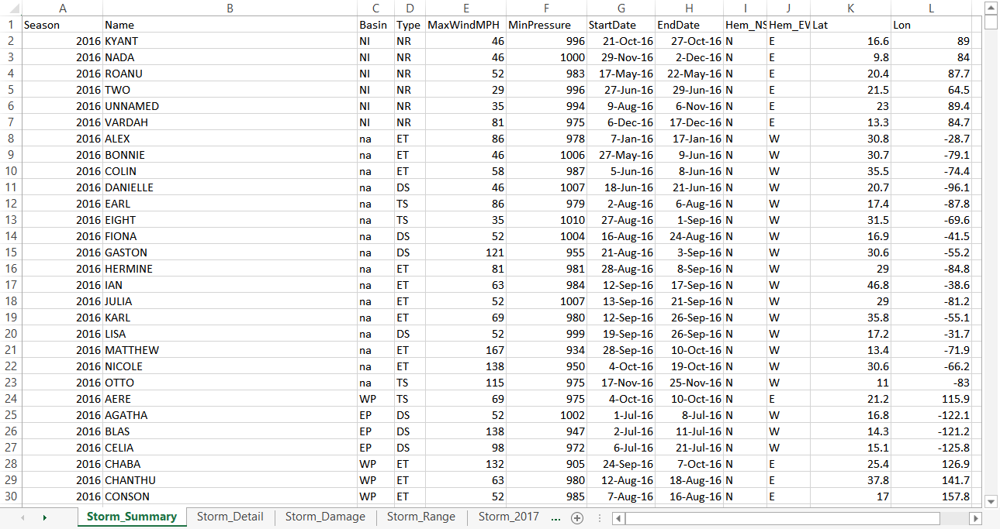 A B C D E F G H I J K L
1 Season Name Basin Type MaxWindMPH MinPressure StartDate EndDate Hem_NS Hem_EW Lat Lon
2 2016 KYANT NI NR 46 996 21-Oct-16 27-Oct-16 N E 16.6 89
3 2016 NADA NI NR 46 1000 29-Nov-16 2-Dec-16 N E 9.8 84
4 2016 ROANU NI NR 52 983 17-May-16 22-May-16 N E 20.4 87.7
5 2016 TWO NI NR 29 996 27-Jun-16 29-Jun-16 N E 21.5 64.5
6 2016 UNNAMED NI NR 35 994 9-Aug-16 6-Nov-16 N E 23 89.4
7 2016 VARDAH NI NR 81 975 6-Dec-16 17-Dec-16 N E 13.3 84.7
8 2016 ALEX na ET 86 978 7-Jan-16 17-Jan-16 N W 30.8 -28.7
9 2016 BONNIE na ET 46 1006 27-May-16 9-Jun-16 N W 30.7 -79.1
10 2016 COLIN na ET 58 987 5-Jun-16 8-Jun-16 N W 35.5 -74.4
11 2016 DANIELLE na DS 46 1007 18-Jun-16 21-Jun-16 N W 20.7 -96.1
12 2016 EARL na TS 86 979 2-Aug-16 6-Aug-16 N W 17.4 -87.8
13 2016 EIGHT na TS 35 1010 27-Aug-16 1-Sep-16 N W 31.5 -69.6
14 2016 FIONA na DS 52 1004 16-Aug-16 24-Aug-16 N W 16.9 -41.5
15 2016 GASTON na DS 121 955 21-Aug-16 3-Sep-16 N W 30.6 -55.2
16 2016 HERMINE na ET 81 981 28-Aug-16 8-Sep-16 N W 29 -84.8
17 2016 IAN na ET 63 984 12-Sep-16 17-Sep-16 N W 46.8 -38.6
18 2016 JULIA na ET 52 1007 13-Sep-16 21-Sep-16 N W 29 -81.2
19 2016 KARL na ET 69 980 12-Sep-16 26-Sep-16 N W 35.8 -55.1
20 2016 LISA na DS 52 999 19-Sep-16 26-Sep-16 N W 17.2 -31.7
21 2016 MATTHEW na ET 167 934 28-Sep-16 10-Oct-16 N W 13.4 -71.9
22 2016 NICOLE na ET 138 950 4-Oct-16 19-Oct-16 N W 30.6 -66.2
23 2016 OTTO na TS 115 975 17-Nov-16 25-Nov-16 N W 11 -83
24 2016 AERE WP TS 69 975 4-Oct-16 10-Oct-16 N E 21.2 115.9
25 2016 AGATHA EP DS 52 1002 1-Jul-16 8-Jul-16 N W 16.8 -122.1
26 2016 BLAS EP DS 138 947 2-Jul-16 11-Jul-16 N W 14.3 -121.2
27 2016 CELIA EP DS 98 972 6-Jul-16 21-Jul-16 N W 15.1 -125.8
28 2016 CHABA WP ET 132 905 24-Sep-16 7-Oct-16 N E 25.4 126.9
29 2016 CHANTHU WP ET 63 980 12-Aug-16 18-Aug-16 N E 37.8 141.7
30 2016 CONSON WP ET 52 985 7-Aug-16 16-Aug-16 N E 17 157.8
Storm_Summary Storm_Detail Storm_Damage Storm_Range Storm_2017 ...